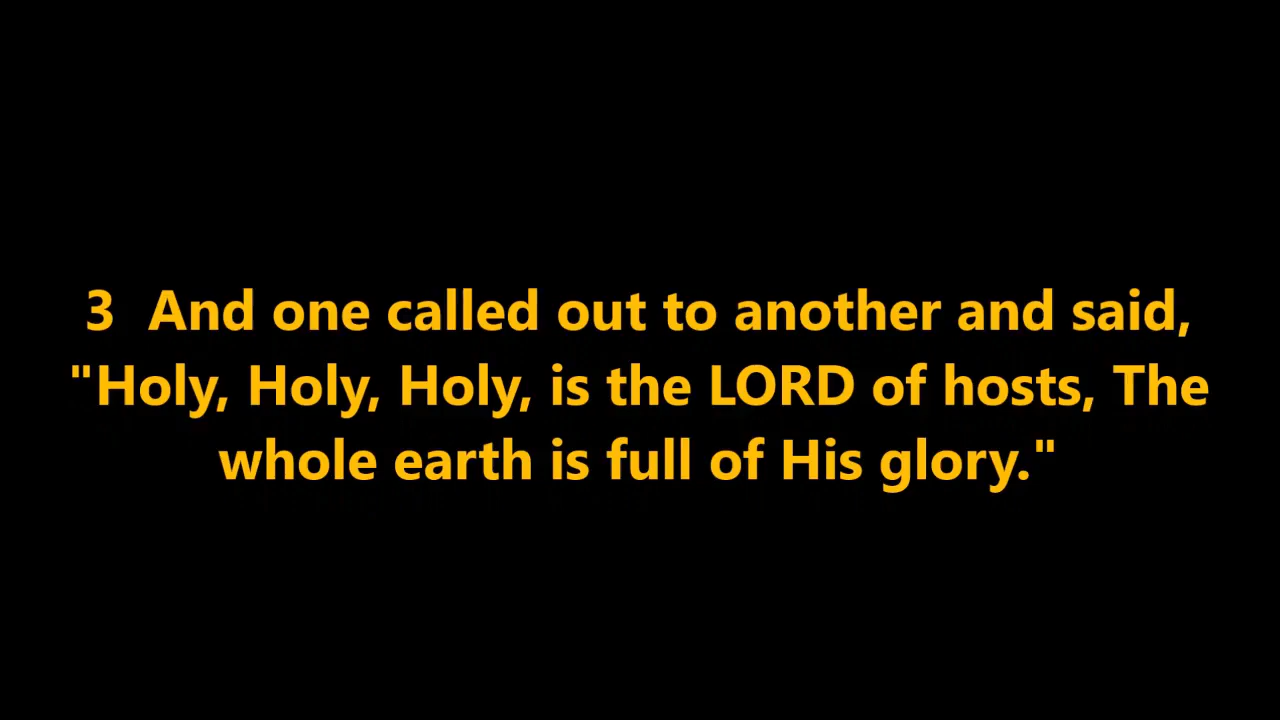 3  And one called out to another and said,
"Holy, Holy, Holy, is the LORD of hosts, The
whole earth is full of His glory."